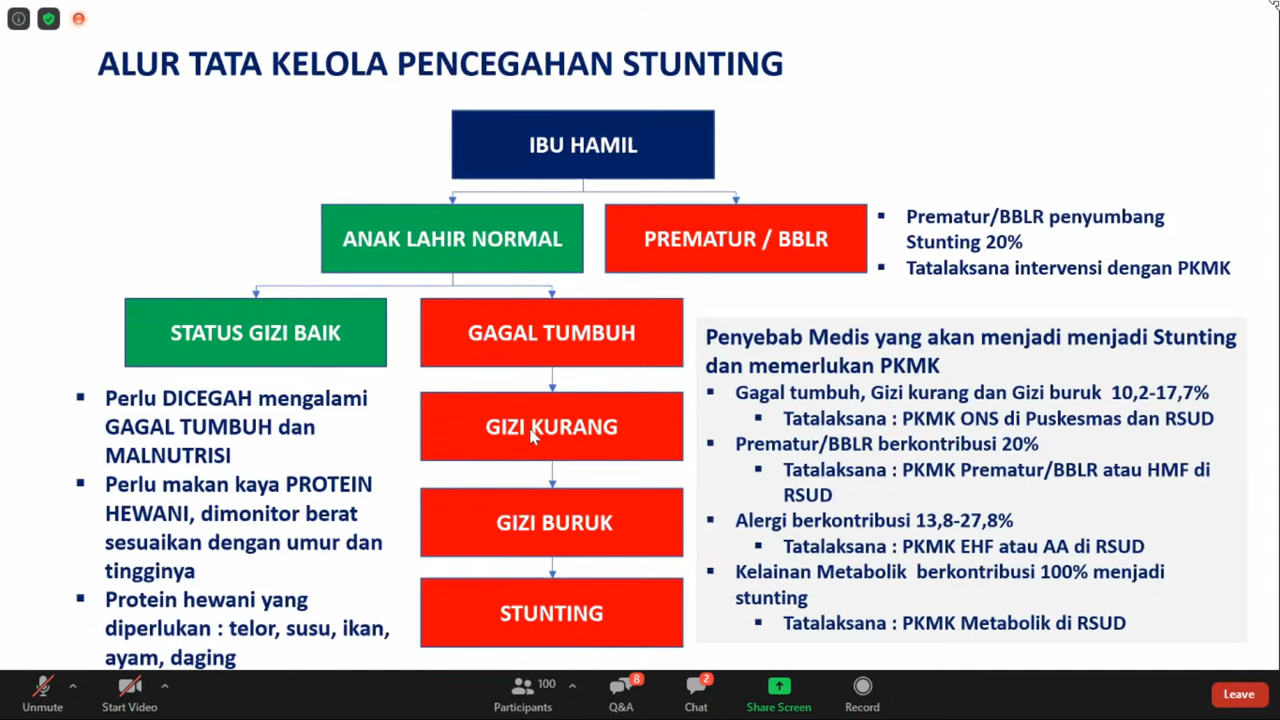 ALUR TATA KELOLA PENCEGAHAN STUNTING
IBU HAMIL
ANAK LAHIR NORMAL
PREMATUR / BBLR
▪ Prematur/BBLR penyumbang
Stunting 20%
▪ Tatalaksana intervensi dengan PKMK
STATUS GIZI BAIK
GAGAL TUMBUH
GIZI KURANG
GIZI BURUK
STUNTING
▪ Perlu DICEGAH mengalami
GAGAL TUMBUH dan
MALNUTRISI
▪ Perlu makan kaya PROTEIN
HEWANI, dimonitor berat
sesuaikan dengan umur dan
tingginya
▪ Protein hewani yang
diperlukan : telor, susu, ikan,
ayam, daging
Penyebab Medis yang akan menjadi menjadi Stunting
dan memerlukan PKMK
▪ Gagal tumbuh, Gizi kurang dan Gizi buruk 10,2-17,7%
▪ Tatalaksana : PKMK ONS di Puskesmas dan RSUD
▪ Prematur/BBLR berkontribusi 20%
▪ Tatalaksana : PKMK Prematur/BBLR atau HMF di
RSUD
▪ Alergi berkontribusi 13,8-27,8%
▪ Tatalaksana : PKMK EHF atau AA di RSUD
▪ Kelainan Metabolik berkontribusi 100% menjadi
stunting
▪ Tatalaksana : PKMK Metabolik di RSUD
Unmute
Start Video
100
Participants
8
Q&A
2
Chat
Share Screen
Record
Leave